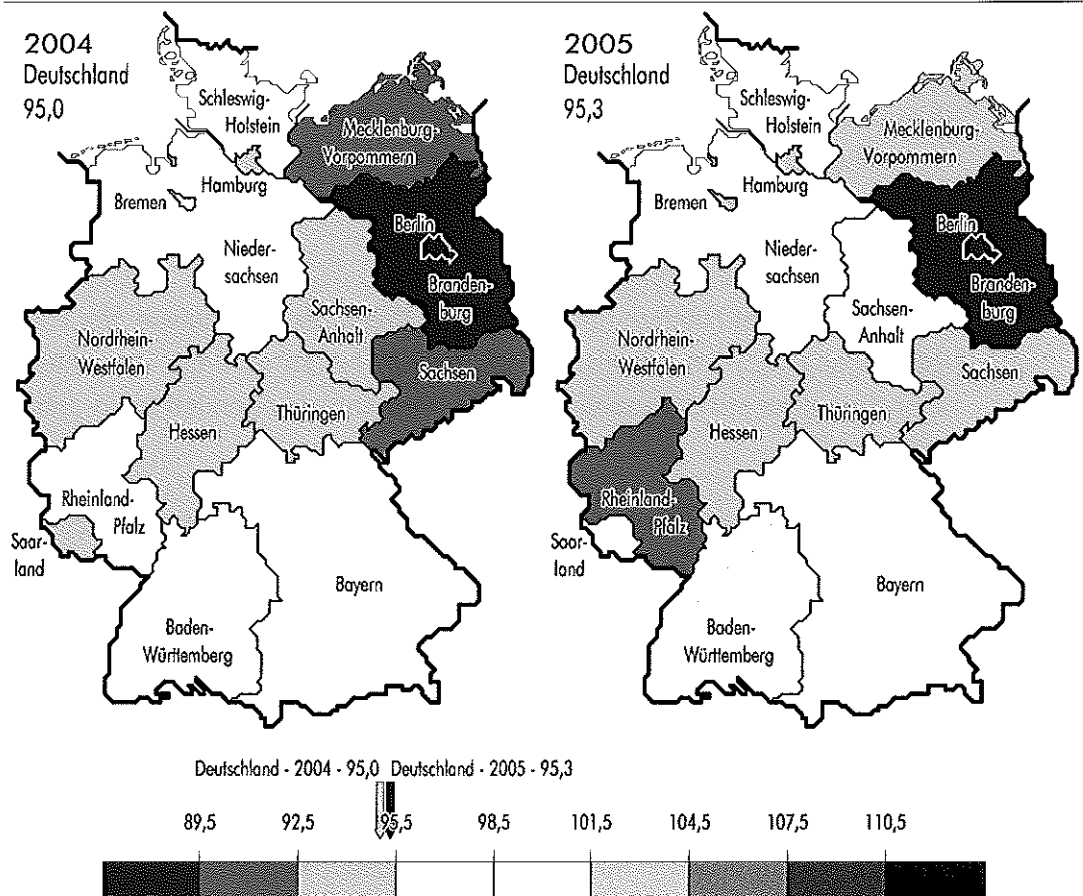 2004
Deutschland
95,0
Schleswig-
Holstein
Mecklenburg-
Vorpommern
Hamburg
Bremen
Berlin
Nieder-
sachsen
Branden-
burg
Sachsen-
Anhalt
Nordrhein-
Westfalen
Sachsen
Thüringen
Hessen
Rheinland-
Pfalz
Saar-
land
Bayern
Baden-
Württemberg
2005
Deutschland
95,3
Schleswig-
Holstein
Mecklenburg-
Vorpommern
Hamburg
Bremen
Berlin
Nieder-
sachsen
Branden-
burg
Sachsen-
Anhalt
Nordrhein-
Westfalen
Sachsen
Thüringen
Hessen
Rheinland-
Pfalz
Saar-
land
Bayern
Baden-
Württemberg
Deutschland - 2004 - 95,0 Deutschland - 2005 - 95,3
89,5 92,5 95,5 98,5 101,5 104,5 107,5 110,5